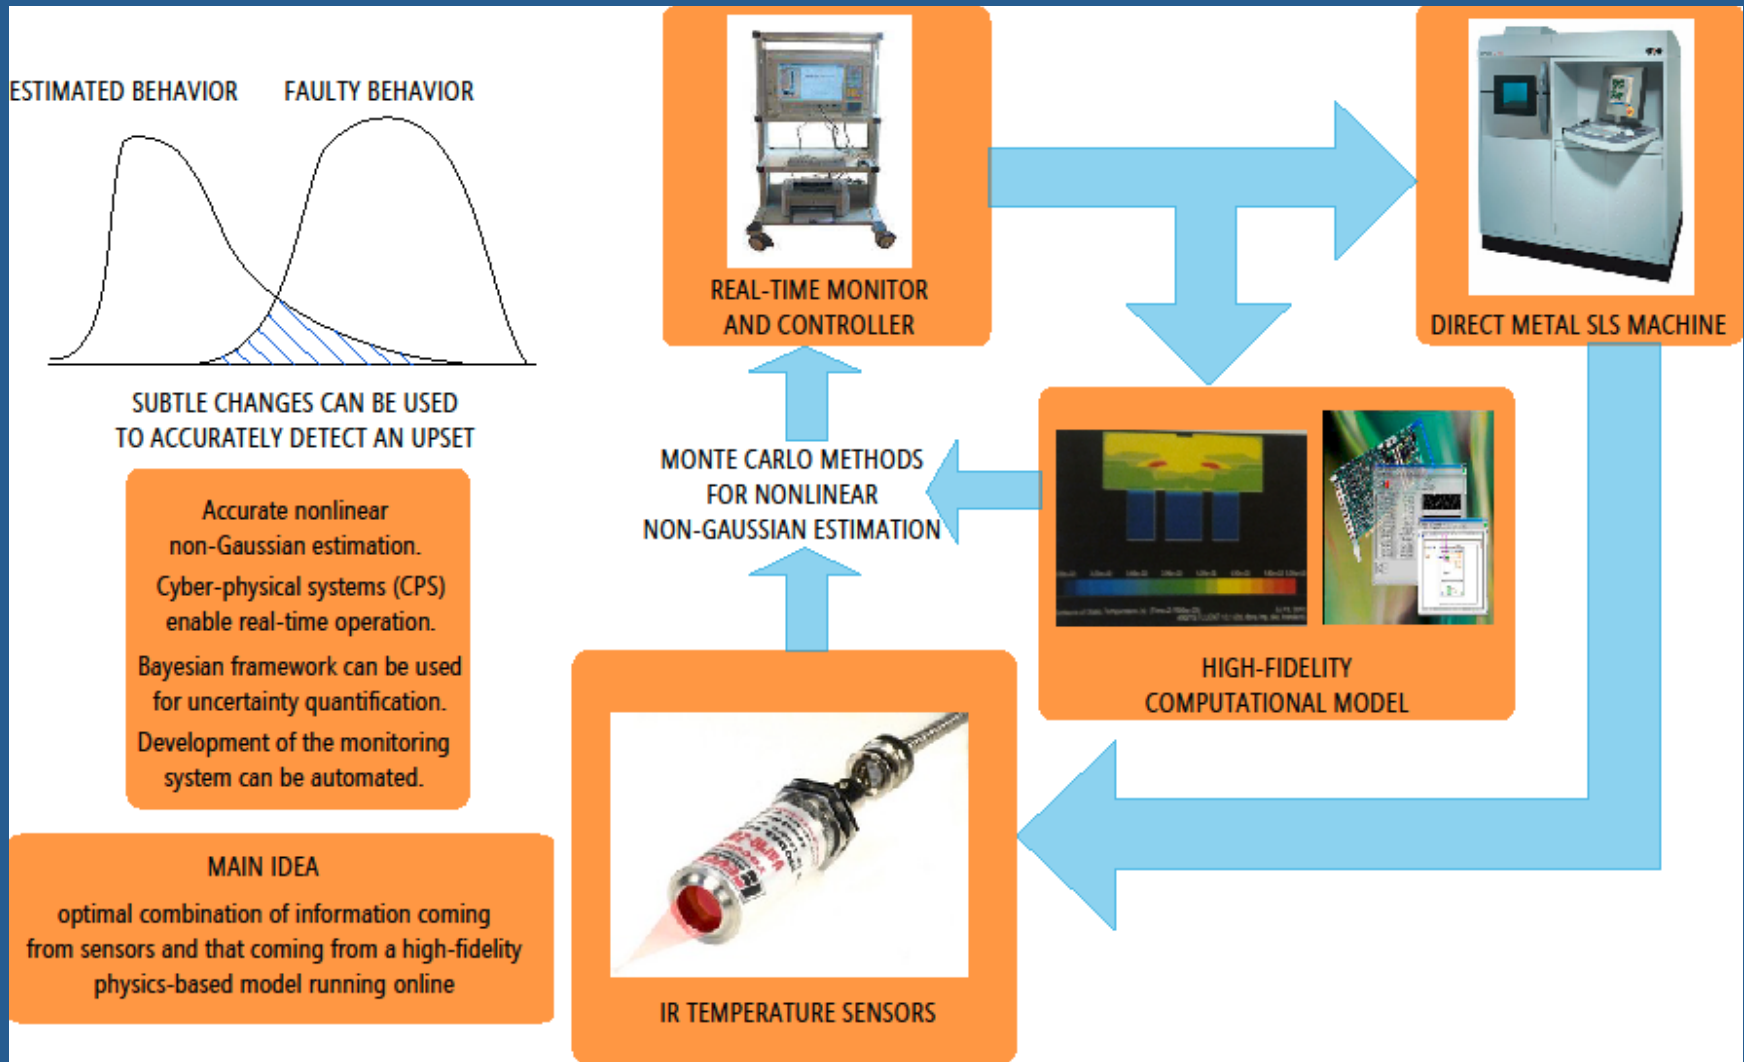 ESTIMATED BEHAVIOR
FAULTY BEHAVIOR
SUBTLE CHANGES CAN BE USED
TO ACCURATELY DETECT AN UPSET
Accurate nonlinear
non-Gaussian estimation.
Cyber-physical systems (CPS)
enable real-time operation.
Bayesian framework can be used
for uncertainty quantification.
Development of the monitoring
system can be automated.
MAIN IDEA
optimal combination of information coming
from sensors and that coming from a high-fidelity
physics-based model running online
REAL-TIME MONITOR
AND CONTROLLER
DIRECT METAL SLS MACHINE
MONTE CARLO METHODS
FOR NONLINEAR
NON-GAUSSIAN ESTIMATION
HIGH-FIDELITY
COMPUTATIONAL MODEL
IR TEMPERATURE SENSORS